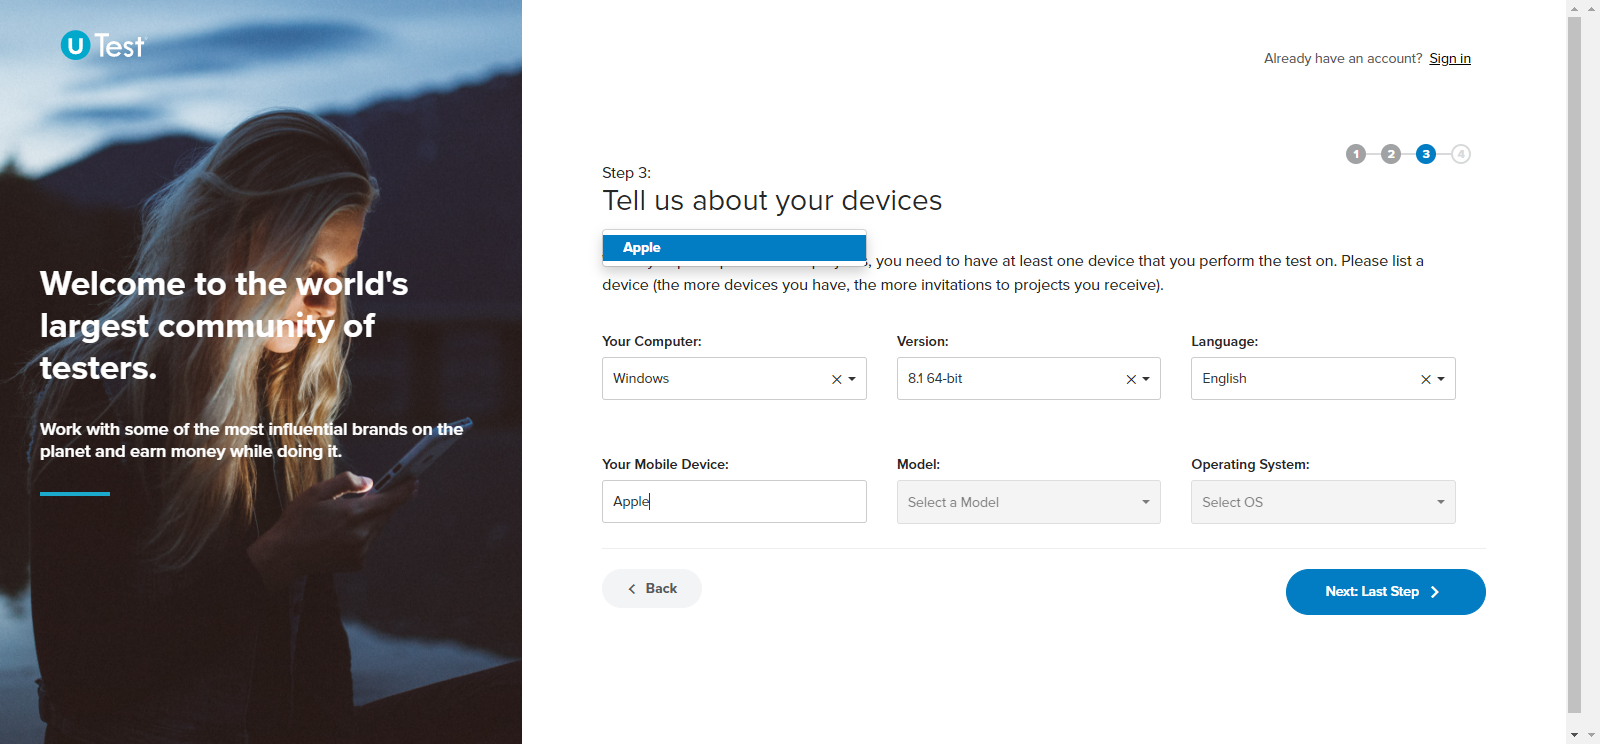 U Test
Already have an account? Sign in
1 2 3 4
Step 3:
Tell us about your devices
Apple
you need to have at least one device that you perform the test on. Please list a
device (the more devices you have, the more invitations to projects you receive).
Welcome to the world's
largest community of
testers.
Work with some of the most influential brands on the
planet and earn money while doing it.
Your Computer: Version: Language:
Windows 8.1 64-bit English
Your Mobile Device: Model: Operating System:
Apple Select a Model Select OS
Back Next: Last Step